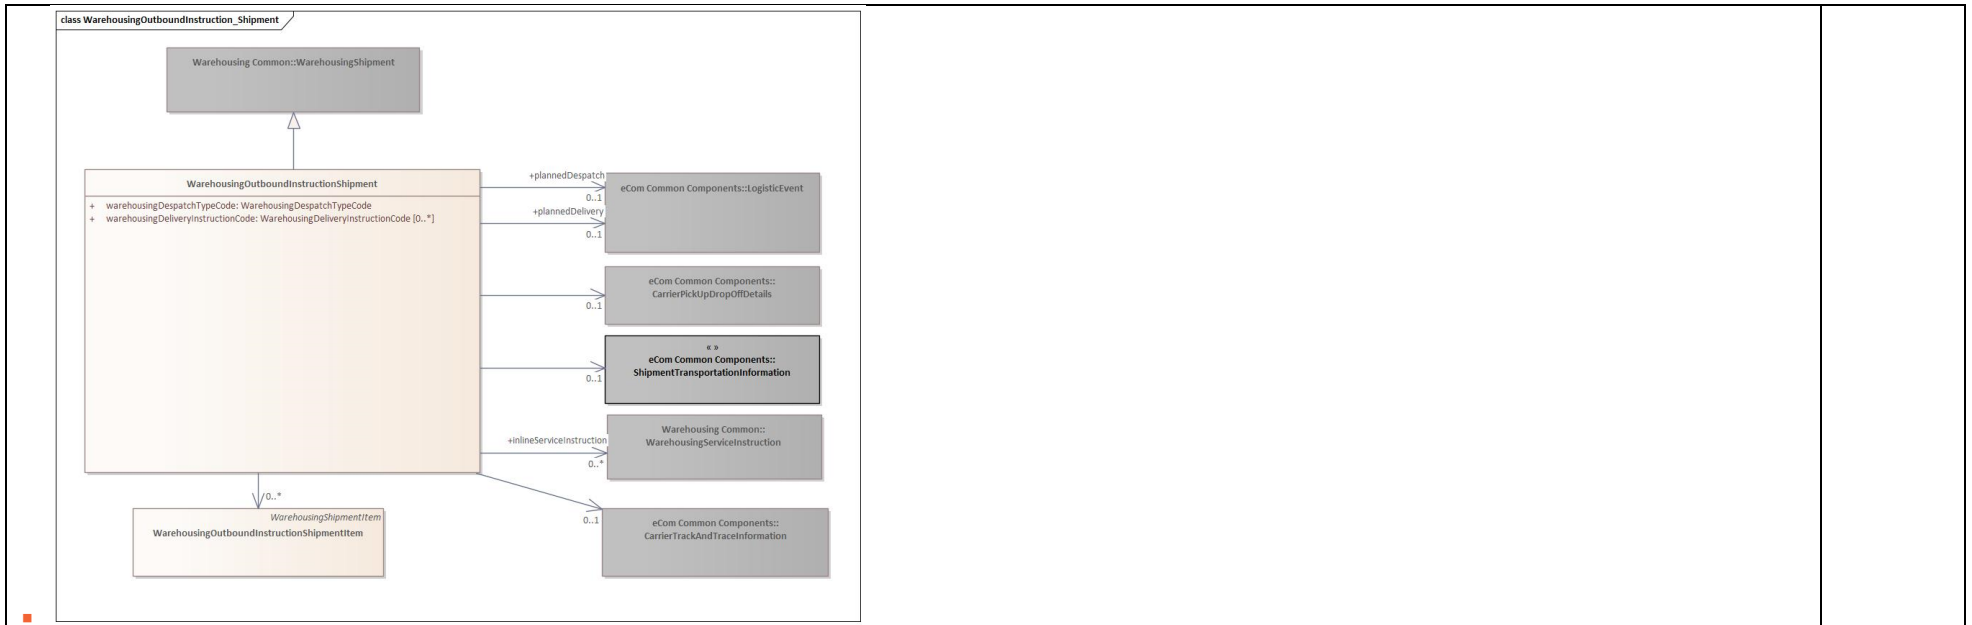 class WarehousingOutboundInstruction_Shipment
Warehousing Common::WarehousingShipment
WarehousingOutboundInstructionShipment
+ warehousingDespatchTypeCode: WarehousingDespatchTypeCode
+ warehousingDeliveryInstructionCode: WarehousingDeliveryInstructionCode [0..*]
+plannedDespatch
0..1
+plannedDelivery
0..1
eCom Common Components::LogisticEvent
0..1
eCom Common Components::
CarrierPickUpDropOffDetails
0..1
« »
eCom Common Components::
ShipmentTransportationInformation
+inlineServiceInstruction
0..*
Warehousing Common::
WarehousingServiceInstruction
0..*
WarehousingShipmentItem
WarehousingOutboundInstructionShipmentItem
0..1
eCom Common Components::
CarrierTrackAndTraceInformation